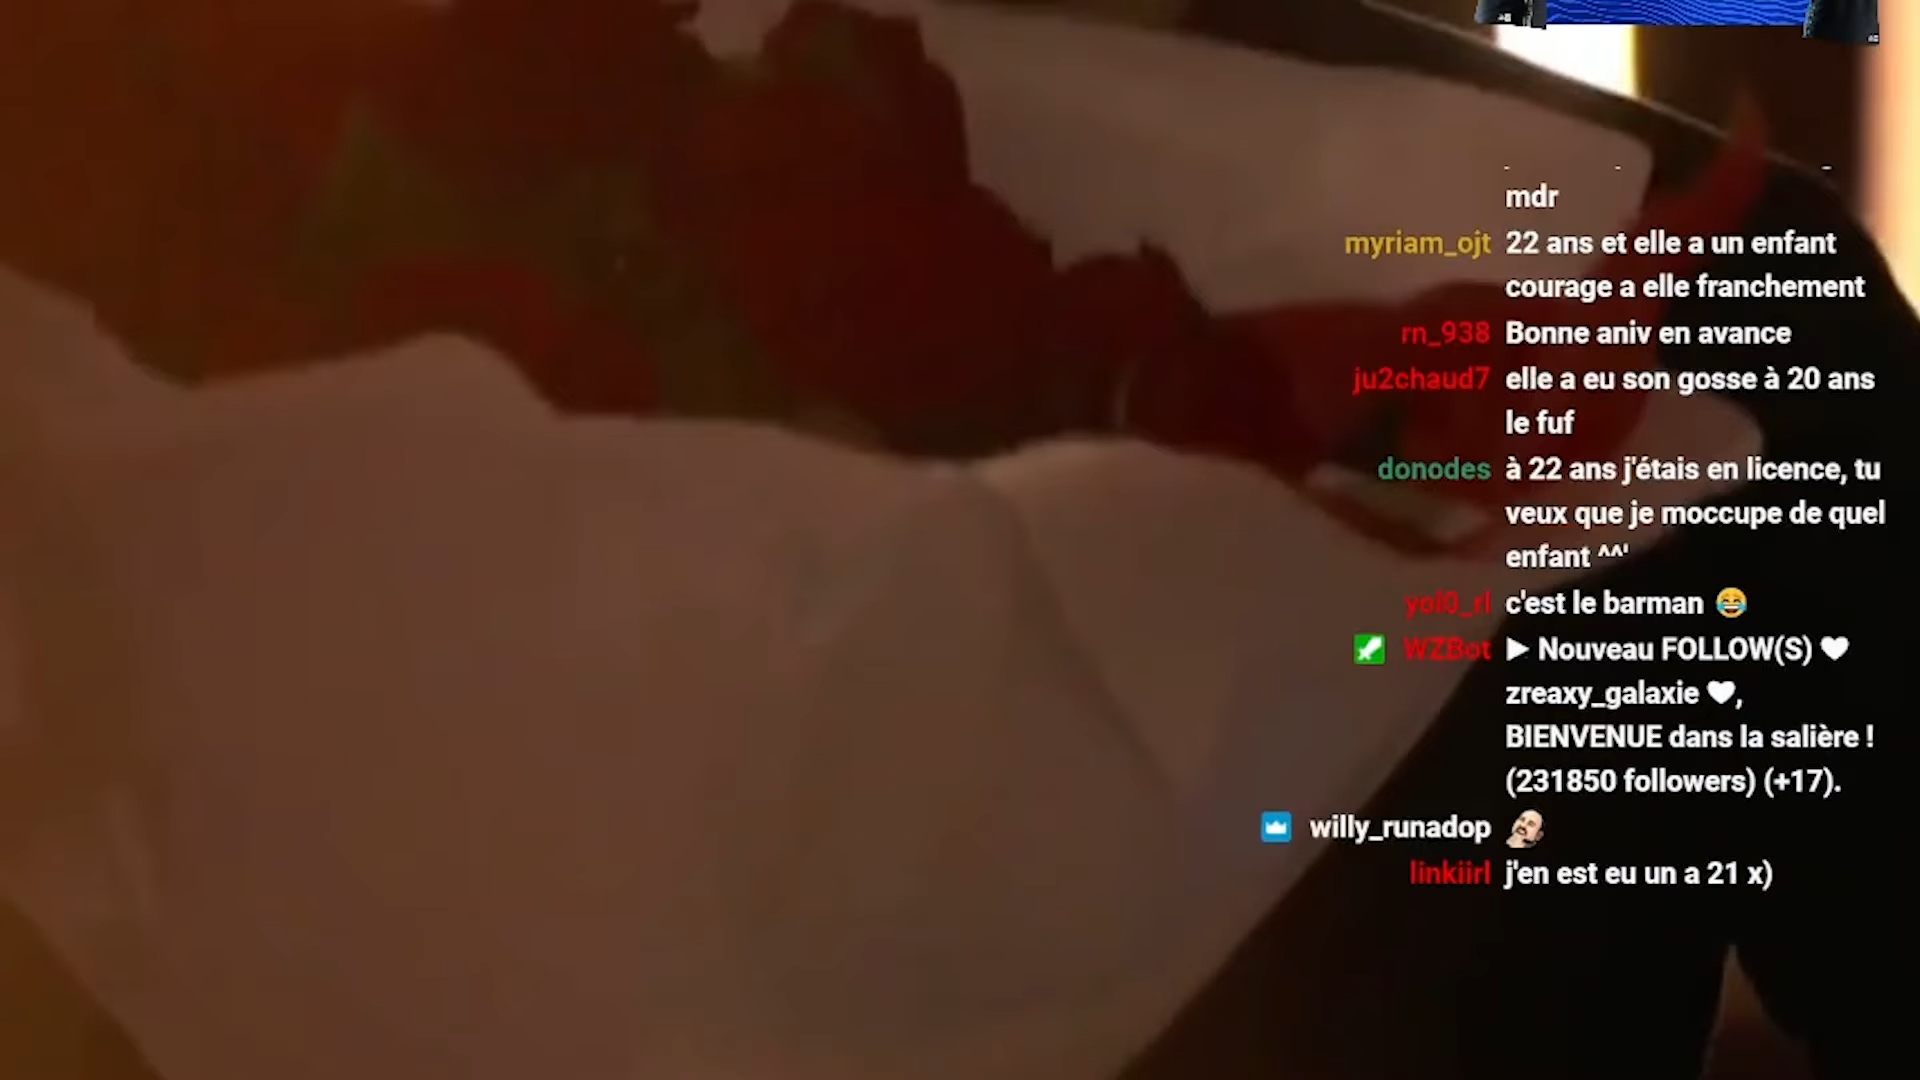 mdr
myriam_ojt 22 ans et elle a un enfant
courage a elle franchement
rn_938 Bonne aniv en avance
ju2chaud7 elle a eu son gosse à 20 ans
le fuf
donodes à 22 ans j'étais en licence, tu
veux que je moccupe de quel
enfant ^^'
yol0_rl c'est le barman 😂
WZBot ▶ Nouveau FOLLOW(S) ♥
zreaxy_galaxie ♥,
BIENVENUE dans la salière !
(231850 followers) (+17).
willy_runadop
linkiirl j'en est eu un a 21 x)